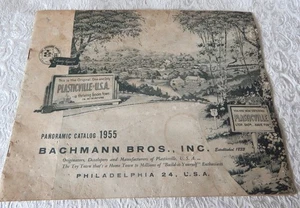 PLASTICVILLE-U.S.A.
PLASTICVILLE
PANORAMIC CATALOG 1955
BACHMANN BROS., INC. Established 1833
Originators, Developers and Manufacturers of Plasticville, U.S.A. —
The Toy Town that's a Home Town to Millions of "Build-it Yourself" Enthusiasts
PHILADELPHIA 24, U.S.A.